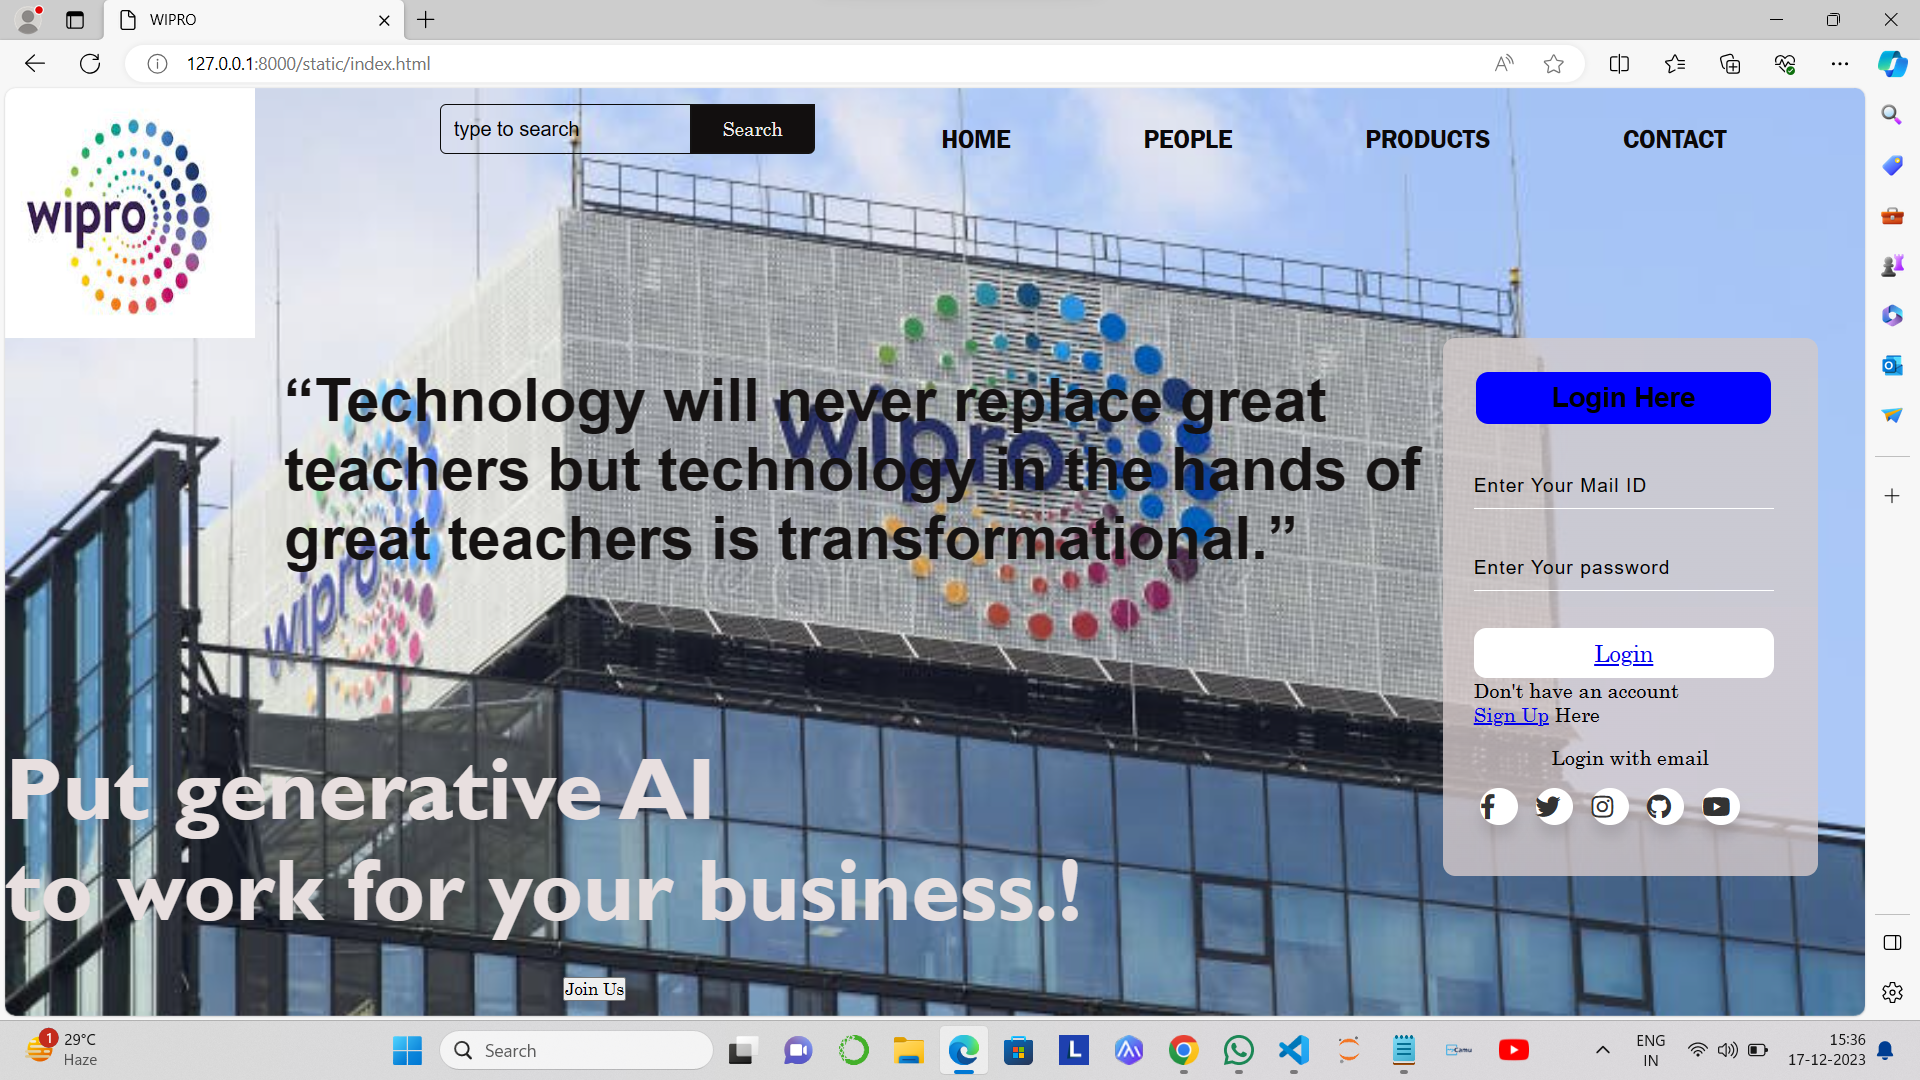 WIPRO
127.0.0.1:8000/static/index.html
wipro
type to search
Search
HOME
PEOPLE
PRODUCTS
CONTACT
wipro
wipro
“Technology will never replace great
teachers but technology in the hands of
great teachers is transformational.”
Login Here
Enter Your Mail ID
Enter Your password
Login
Don't have an account
Sign Up Here
Login with email
Put generative AI
to work for your business.!
Join Us
1
29°C
Haze
Search
L
ENG
IN
15:36
17-12-2023